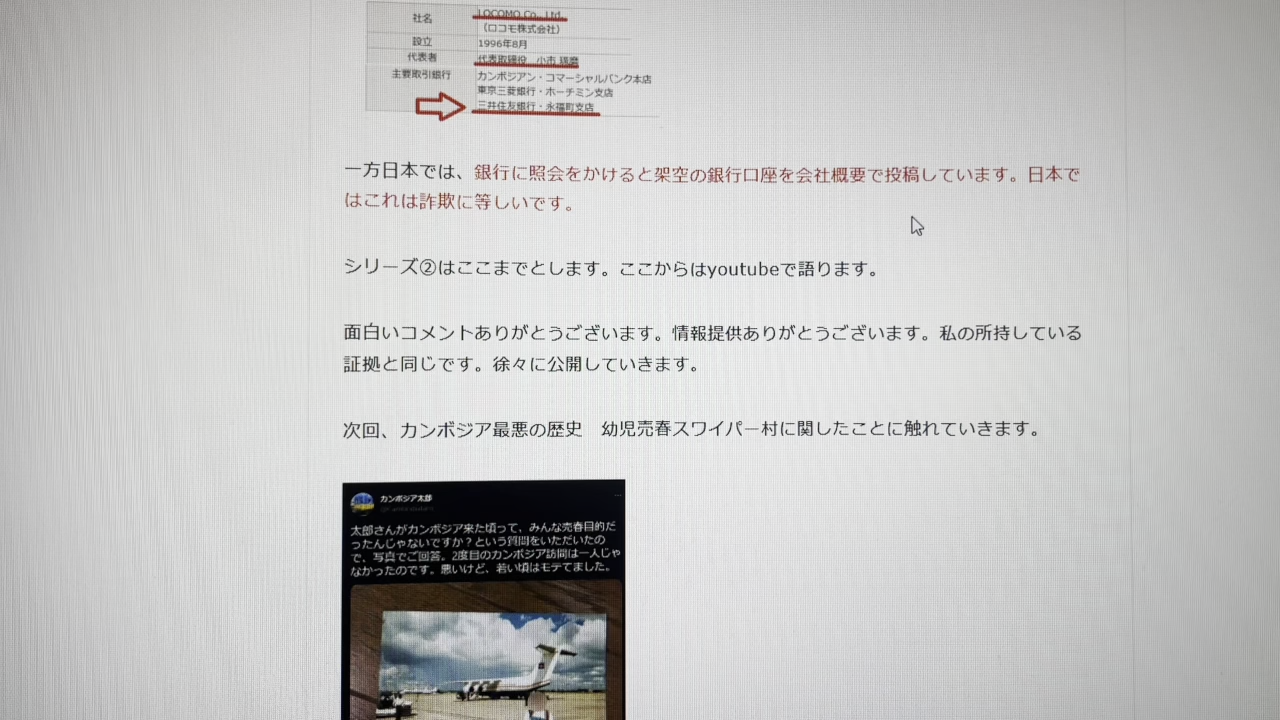 社名 LOCOMO Co., Ltd.
（ロコモ株式会社）
設立 1996年8月
代表者 代表取締役 小市 琢磨
主要取引銀行 カンボジアン・コマーシャルバンク本店
東京三菱銀行・ホーチミン支店
三井住友銀行・永福町支店
一方日本では、銀行に照会をかけると架空の銀行口座を会社概要で投稿しています。日本で
はこれは詐欺に等しいです。
シリーズ②はここまでとします。ここからはyoutubeで語ります。
面白いコメントありがとうございます。情報提供ありがとうございます。私の所持している
証拠と同じです。徐々に公開していきます。
次回、カンボジア最悪の歴史　幼児売春スワイパー村に関したことに触れていきます。
カンボジア太郎
太郎さんがカンボジア来た頃って、みんな売春目的だ
ったんじゃないですか？という質問をいただいたの
で、写真でご回答。2度目のカンボジア訪問は一人じゃ
なかったのです。悪いけど、若い頃はモテてました。